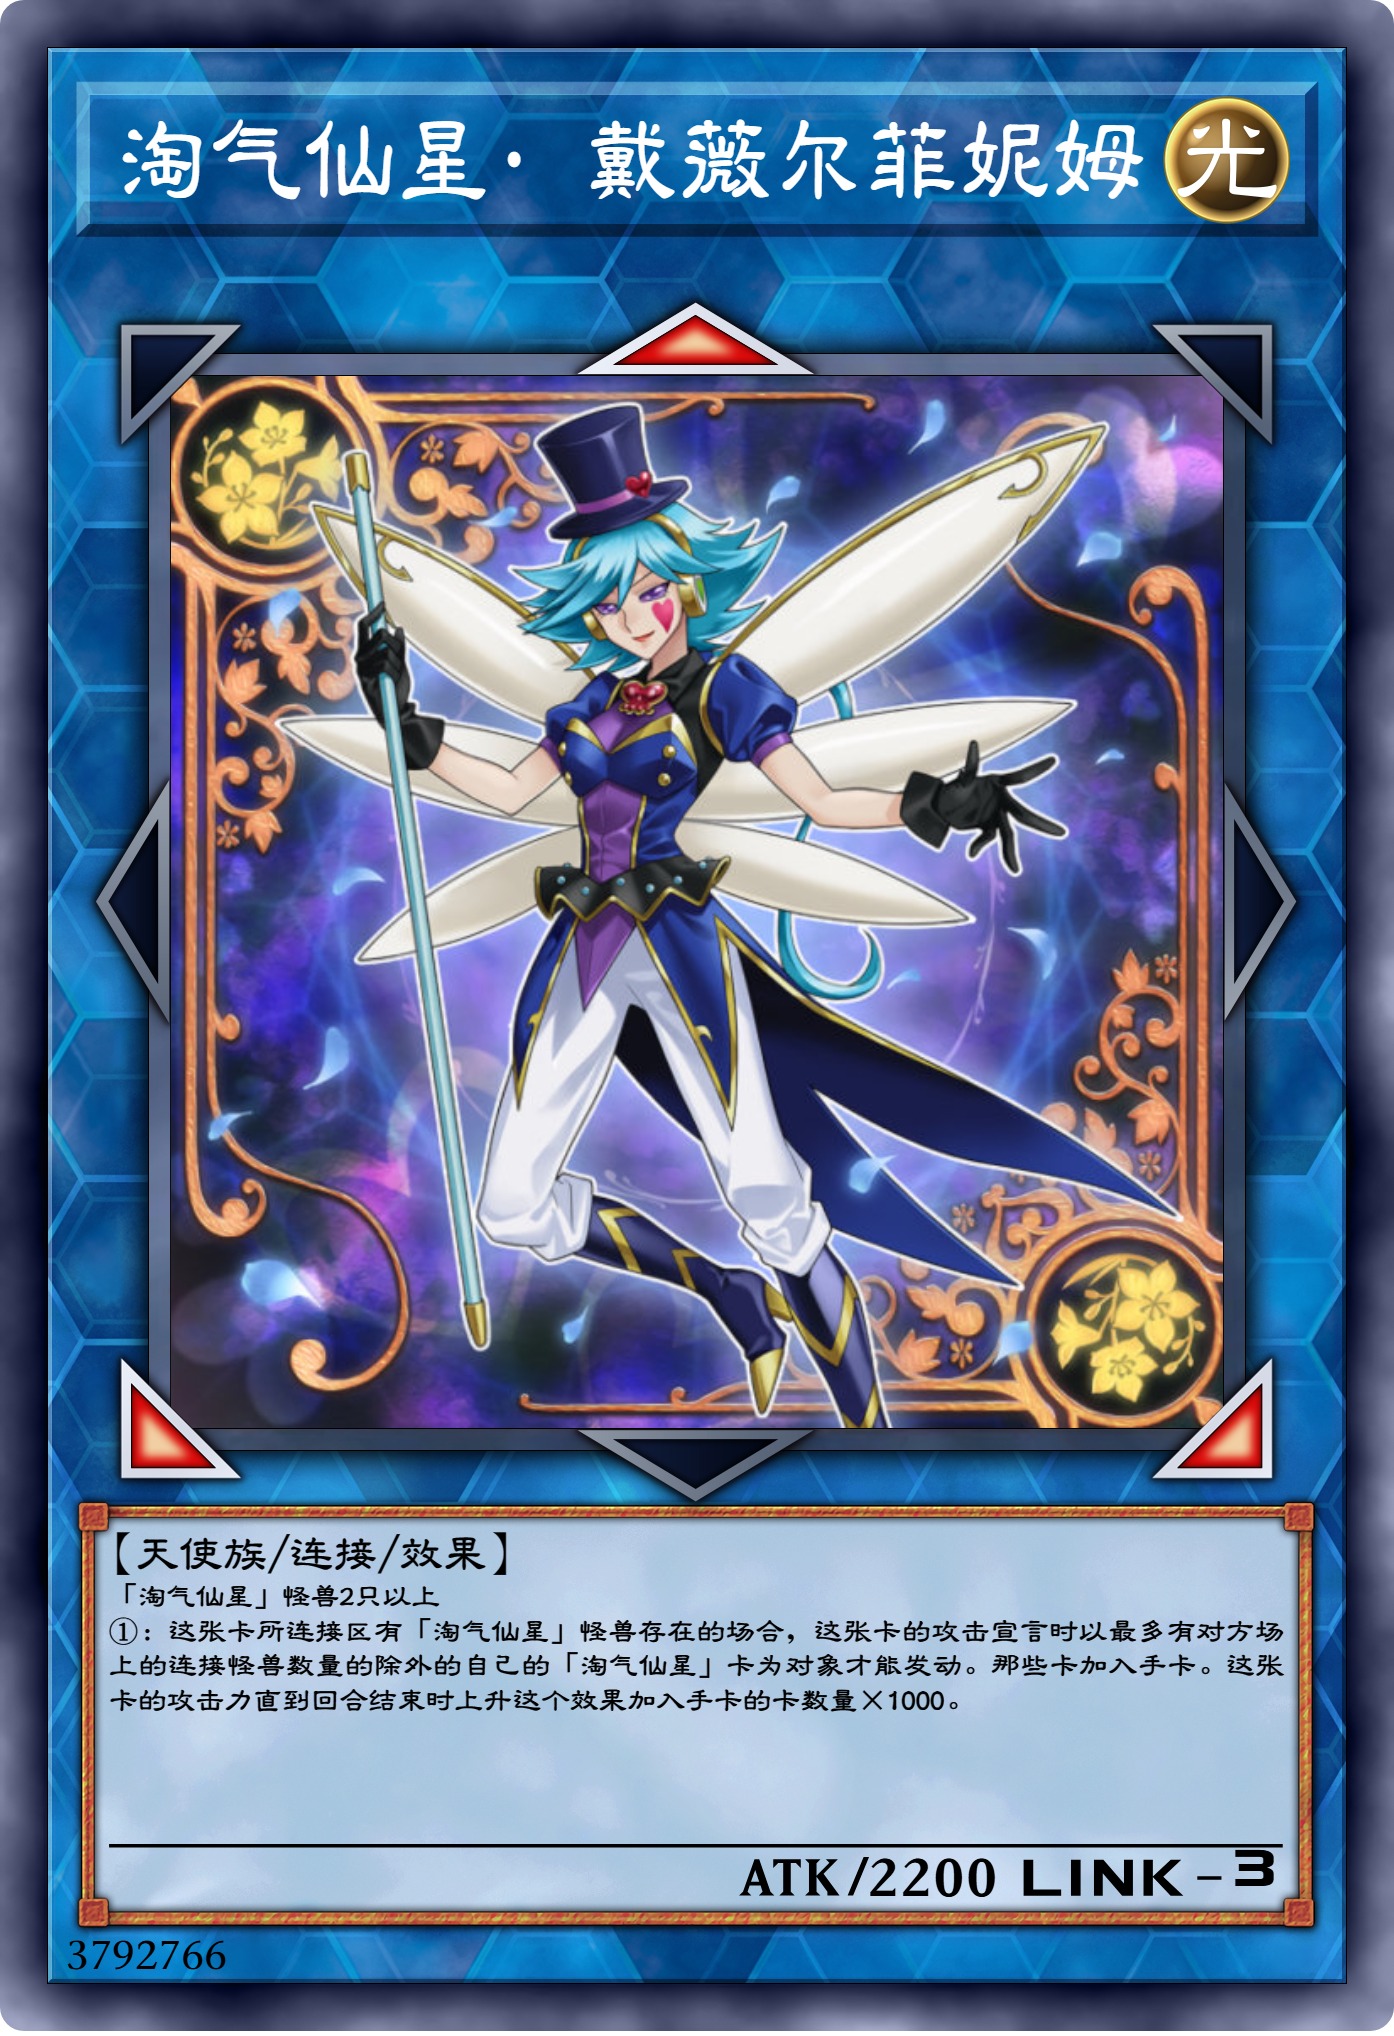 淘气仙星·戴薇尔菲妮姆 光
【天使族/连接/效果】
「淘气仙星」怪兽2只以上
①：这张卡所连接区有「淘气仙星」怪兽存在的场合，这张卡的攻击宣言时以最多有对方场
上的连接怪兽数量的除外的自己的「淘气仙星」卡为对象才能发动。那些卡加入手卡。这张
卡的攻击力直到回合结束时上升这个效果加入手卡的卡数量×1000。
ATK/2200 LINK-3
3792766